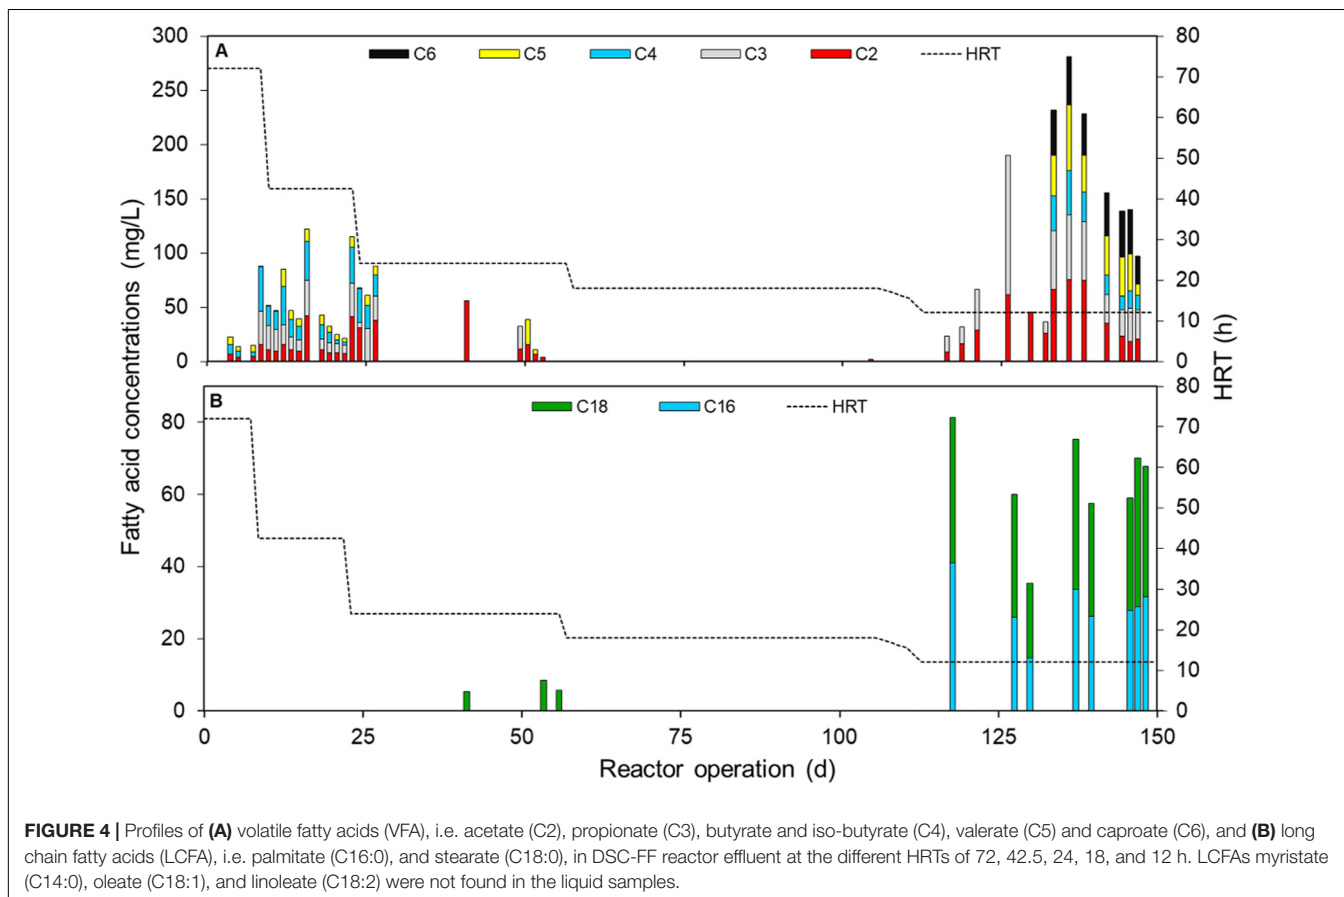 A
C6 C5 C4 C3 C2 HRT
300
250
200
150
100
50
0
80
70
60
50
40
30
20
10
0
Fatty acid concentrations (mg/L)
HRT (h)
B
C18 C16 HRT
80
60
40
20
0
80
70
60
50
40
30
20
10
0
0 25 50 75 100 125 150
Reactor operation (d)
FIGURE 4 | Profiles of (A) volatile fatty acids (VFA), i.e. acetate (C2), propionate (C3), butyrate and iso-butyrate (C4), valerate (C5) and caproate (C6), and (B) long
chain fatty acids (LCFA), i.e. palmitate (C16:0), and stearate (C18:0), in DSC-FF reactor effluent at the different HRTs of 72, 42.5, 24, 18, and 12 h. LCFAs myristate
(C14:0), oleate (C18:1), and linoleate (C18:2) were not found in the liquid samples.